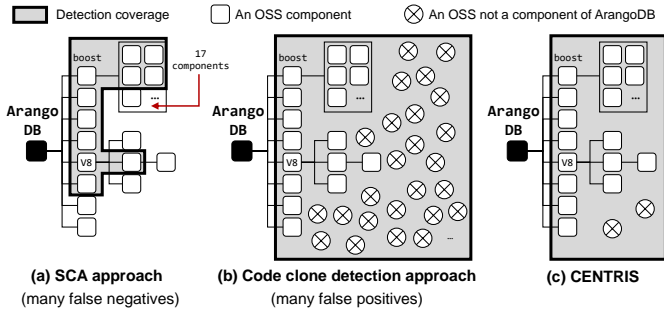 Detection coverage
An OSS component
An OSS not a component of ArangoDB
boost
17
components
...
Arango
DB
V8
(a) SCA approach
(many false negatives)
boost
...
Arango
DB
V8
...
(b) Code clone detection approach
(many false positives)
boost
...
Arango
DB
V8
(c) CENTRIS